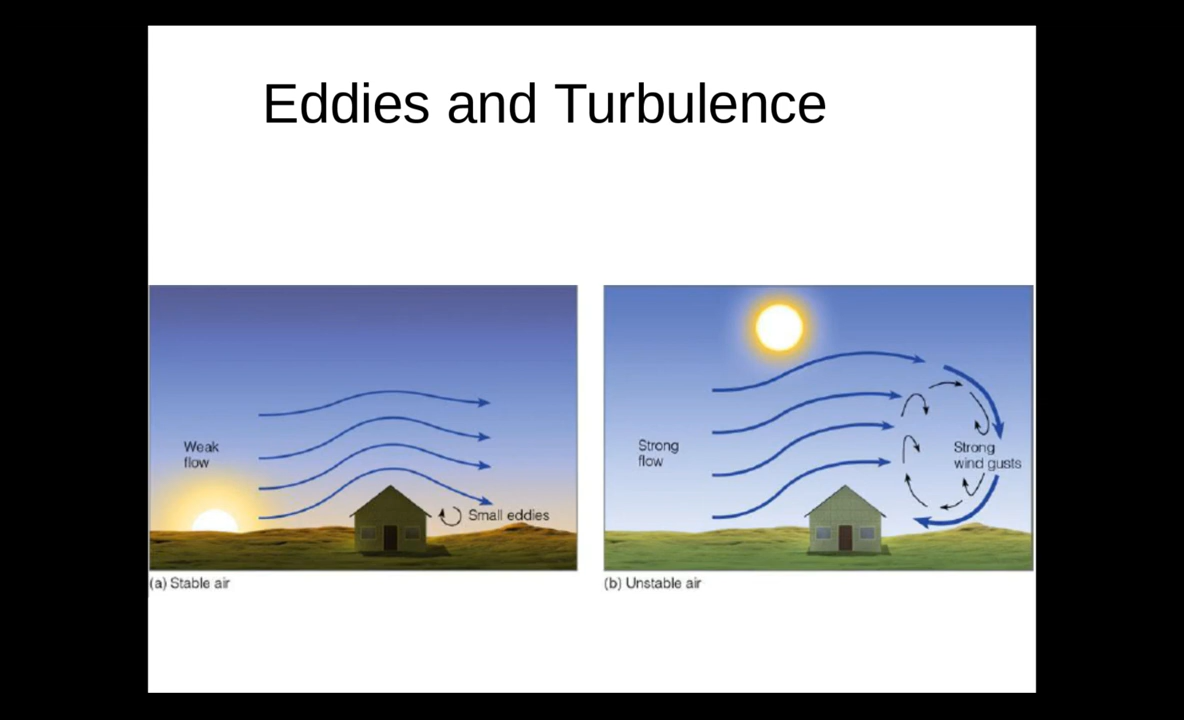 Eddies and Turbulence
Weak
flow
Small eddies
(a) Stable air
Strong
flow
Strong
wind gusts
(b) Unstable air